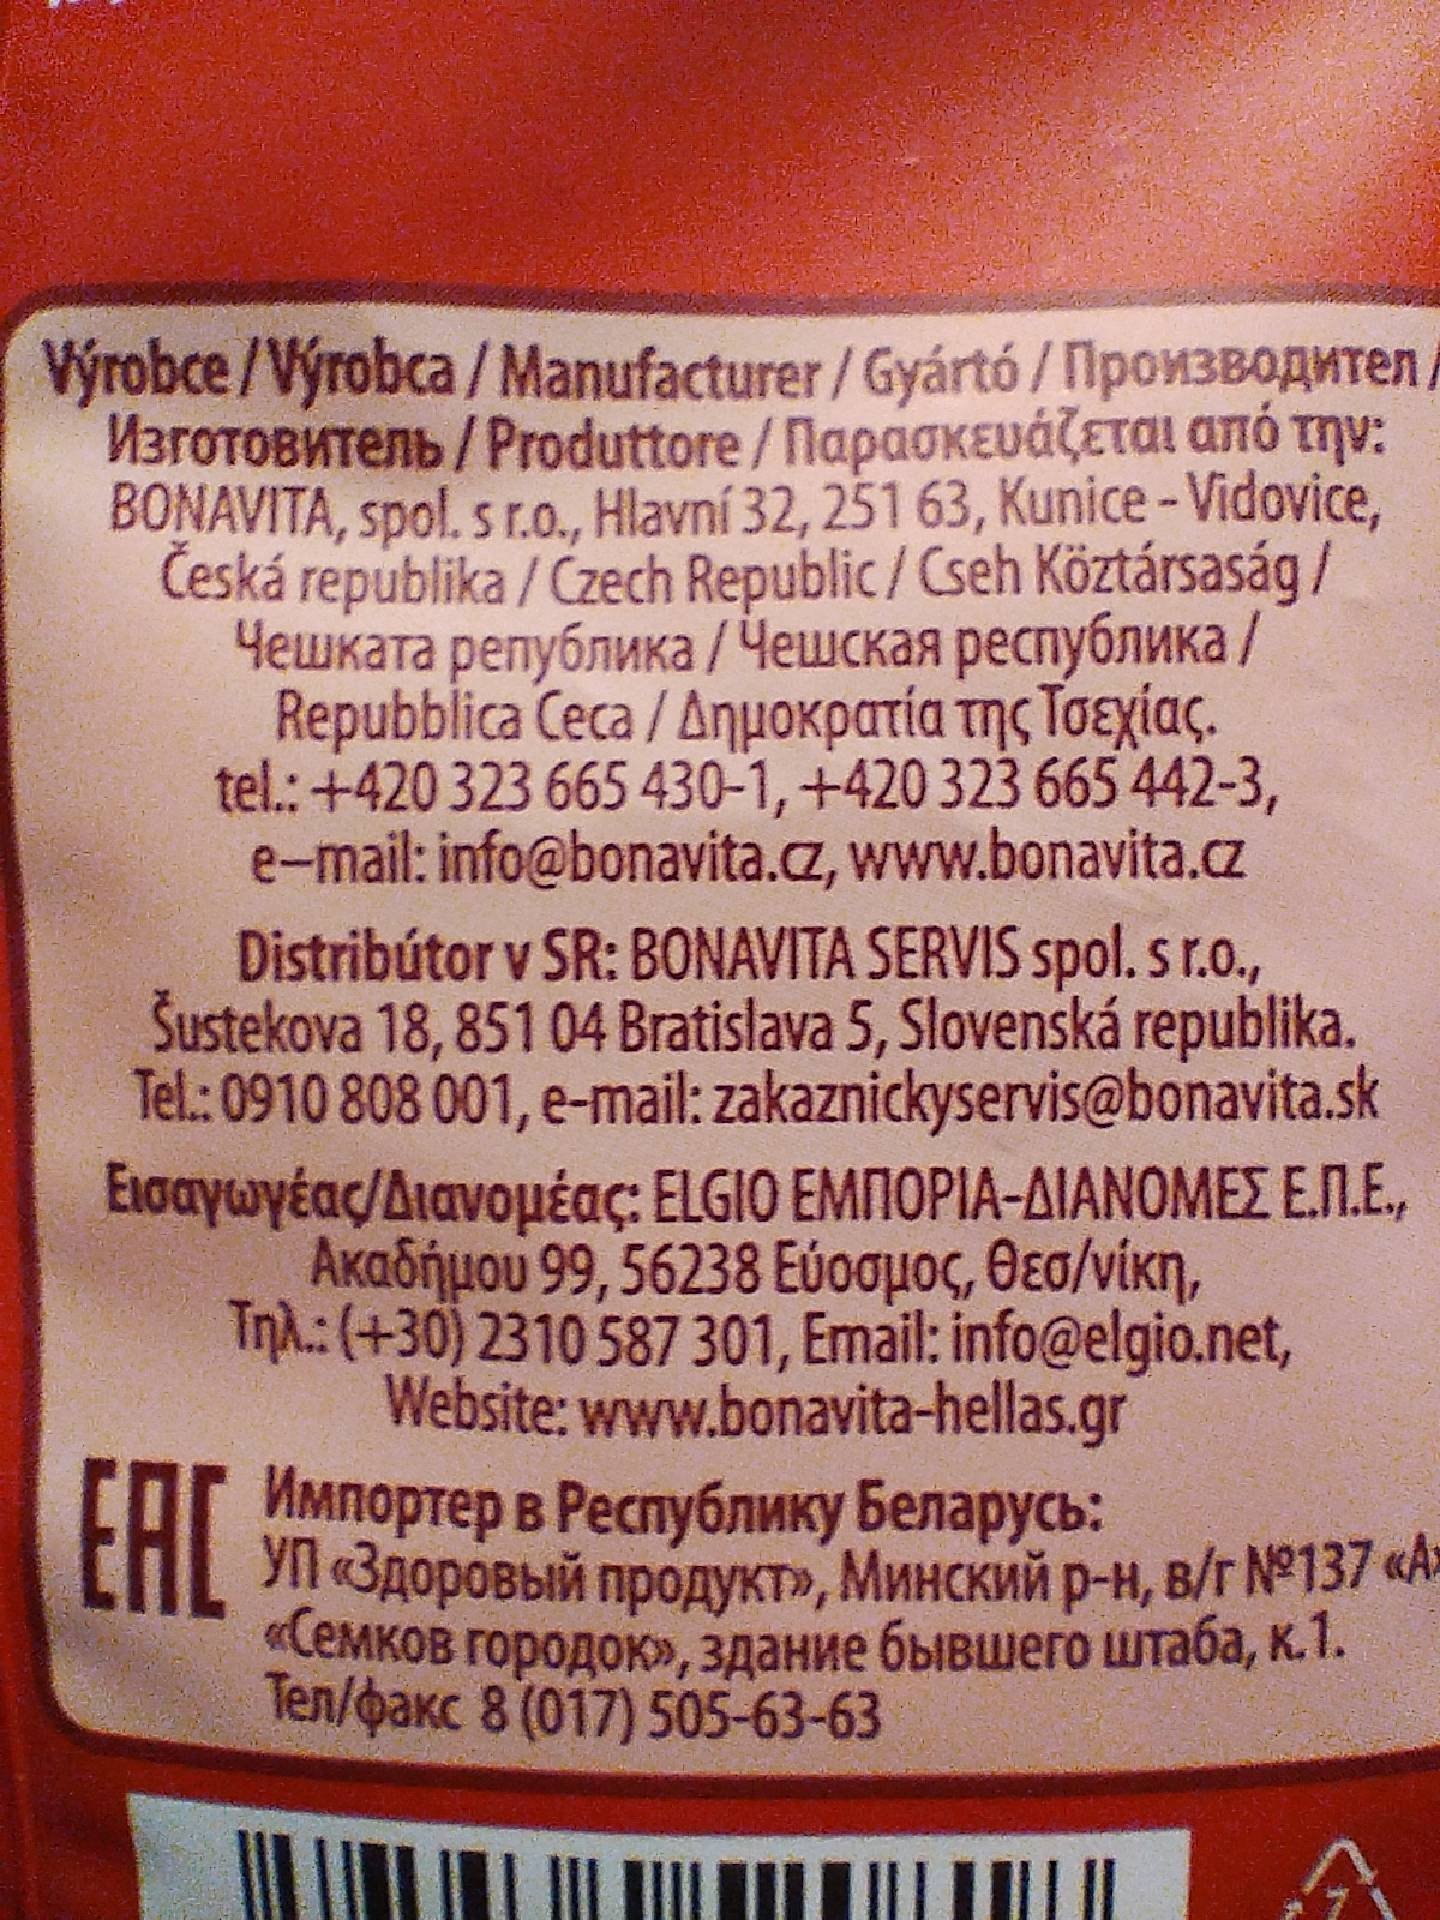 Výrobce / Výrobca / Manufacturer / Gyártó / Производител /
Изготовитель / Produttore / Παρασκευάζεται από την:
BONAVITA, spol. s r.o., Hlavní 32, 251 63, Kunice - Vidovice,
Česká republika / Czech Republic / Cseh Köztársaság /
Чешката република / Чешская республика /
Repubblica Ceca / Δημοκρατία της Τσεχίας.
tel.: +420 323 665 430-1, +420 323 665 442-3,
e–mail: info@bonavita.cz, www.bonavita.cz
Distribútor v SR: BONAVITA SERVIS spol. s r.o.,
Šustekova 18, 851 04 Bratislava 5, Slovenská republika.
Tel.: 0910 808 001, e-mail: zakaznickyservis@bonavita.sk
Εισαγωγέας/Διανομέας: ELGIO ΕΜΠΟΡΙΑ-ΔΙΑΝΟΜΕΣ Ε.Π.Ε.,
Ακαδήμου 99, 56238 Εύοσμος, Θεσ/νίκη,
Τηλ.: (+30) 2310 587 301, Email: info@elgio.net,
Website: www.bonavita-hellas.gr
EAC
Импортер в Республику Беларусь:
УП «Здоровый продукт», Минский р-н, в/г №137 «А»
«Семков городок», здание бывшего штаба, к.1.
Тел/факс 8 (017) 505-63-63